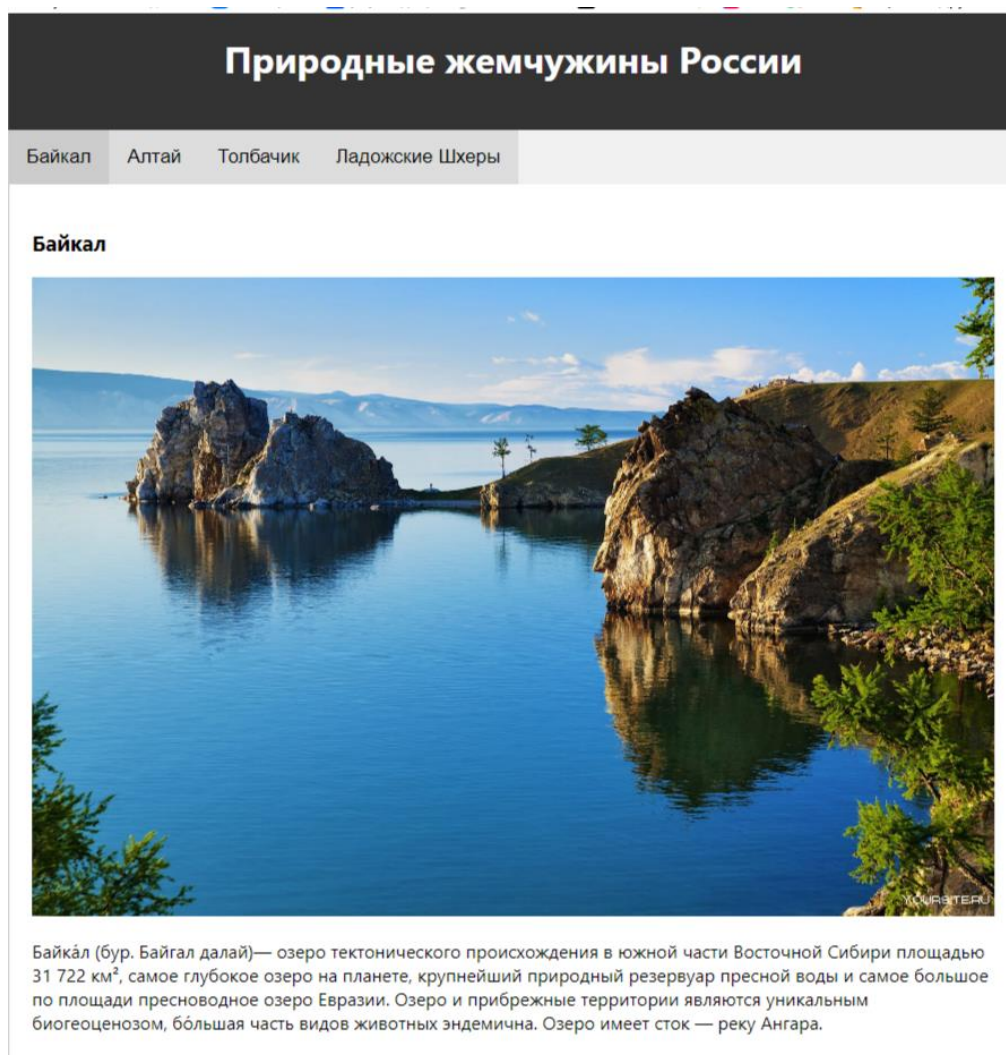 Природные жемчужины России
Байкал Алтай Толбачик Ладожские Шхеры
Байкал
YOURSITE.RU
Байка́л (бур. Байгал далай)— озеро тектонического происхождения в южной части Восточной Сибири площадью
31 722 км², самое глубокое озеро на планете, крупнейший природный резервуар пресной воды и самое большое
по площади пресноводное озеро Евразии. Озеро и прибрежные территории являются уникальным
биогеоценозом, бо́льшая часть видов животных эндемична. Озеро имеет сток — реку Ангара.